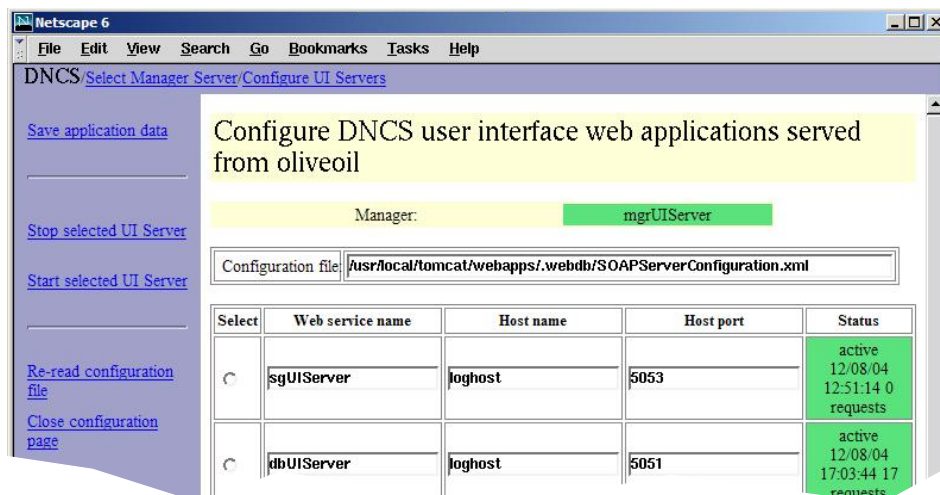 Netscape 6
File Edit View Search Go Bookmarks Tasks Help
DNCS/Select Manager Server/Configure UI Servers
Save application data
Stop selected UI Server
Start selected UI Server
Re-read configuration
file
Close configuration
page
Configure DNCS user interface web applications served
from oliveoil
Manager: mgrUIServer
Configuration file: /usr/local/tomcat/webapps/.webdb/SOAPServerConfiguration.xml
Select Web service name Host name Host port Status
sgUIServer loghost 5053
active
12/08/04
12:51:14 0
requests
dbUIServer loghost 5051
active
12/08/04
17:03:44 17
requests